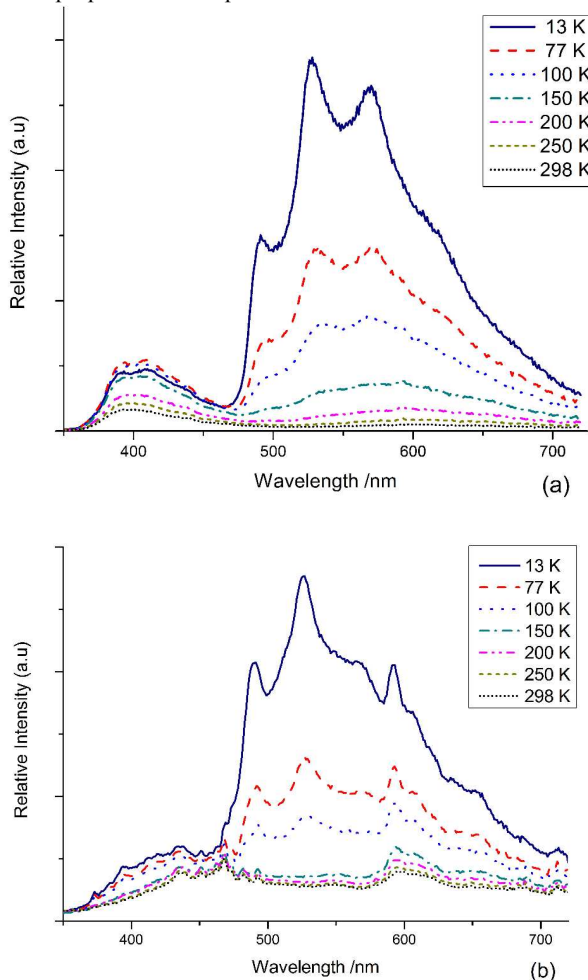 13 K
77 K
100 K
150 K
200 K
250 K
298 K
Relative Intensity (a.u)
400
500
600
700
Wavelength /nm
(a)
13 K
77 K
100 K
150 K
200 K
250 K
298 K
Relative Intensity (a.u)
400
500
600
700
Wavelength /nm
(b)